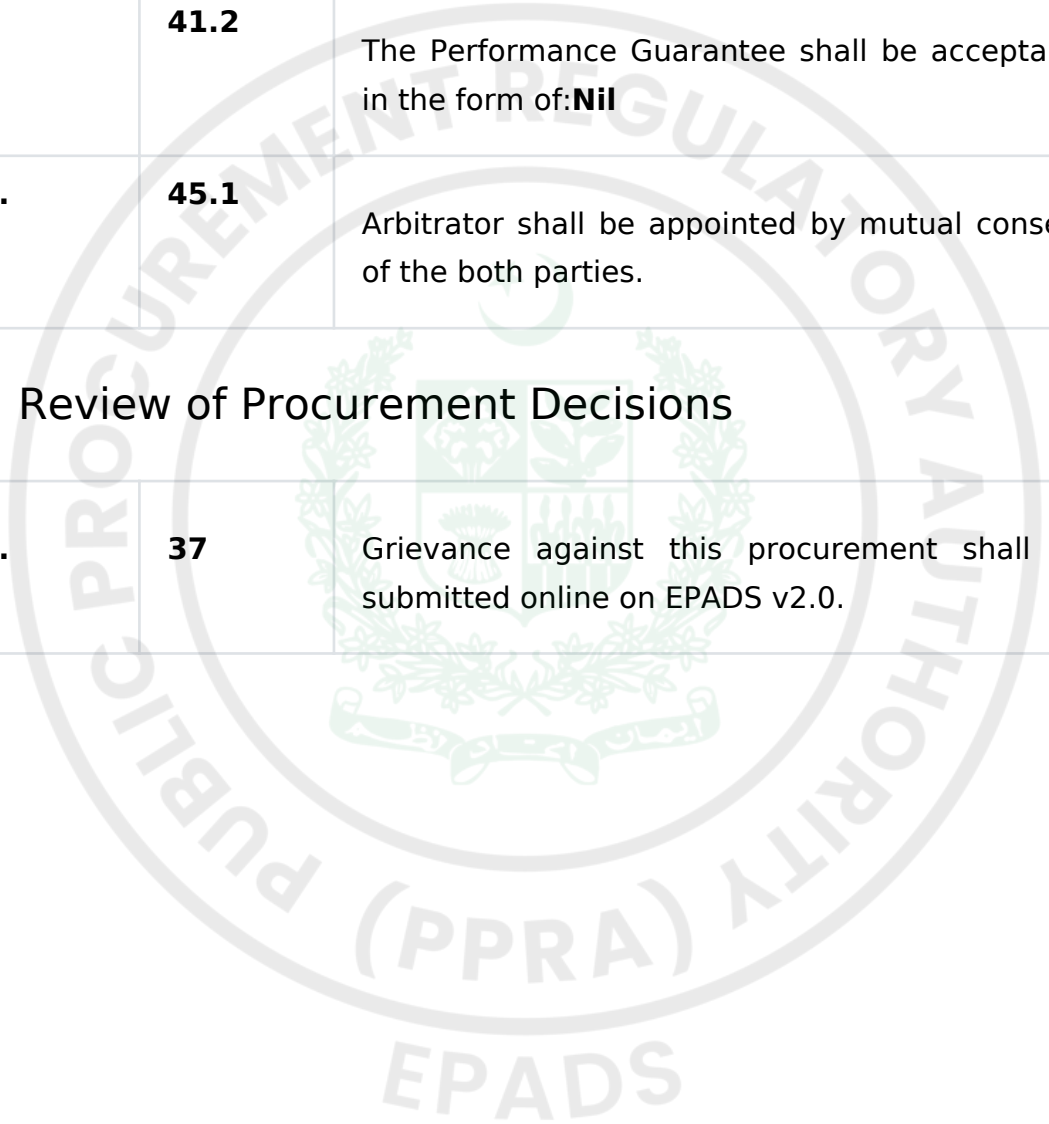 41.2
The Performance Guarantee shall be accepta
in the form of:Nil
. 45.1
Arbitrator shall be appointed by mutual conse
of the both parties.
Review of Procurement Decisions
. 37 Grievance against this procurement shall
submitted online on EPADS v2.0.
PUBLIC PROCUREMENT REGULATORY AUTHORITY
(PPRA)
EPADS